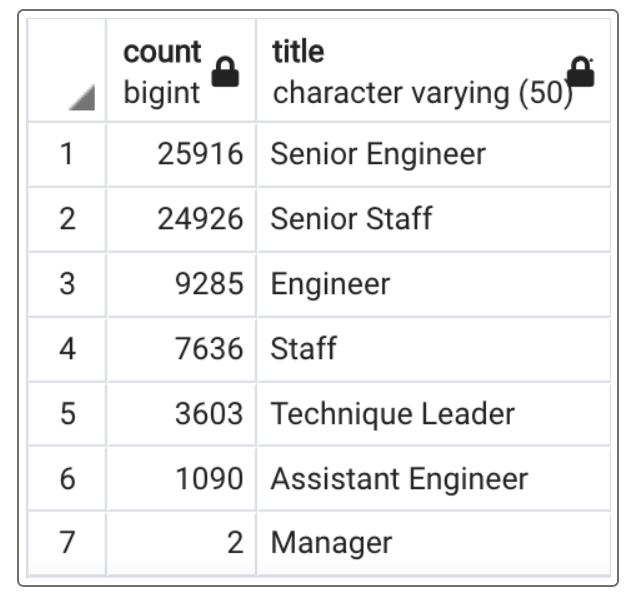 count title
bigint character varying (50)
1 25916 Senior Engineer
2 24926 Senior Staff
3 9285 Engineer
4 7636 Staff
5 3603 Technique Leader
6 1090 Assistant Engineer
7 2 Manager